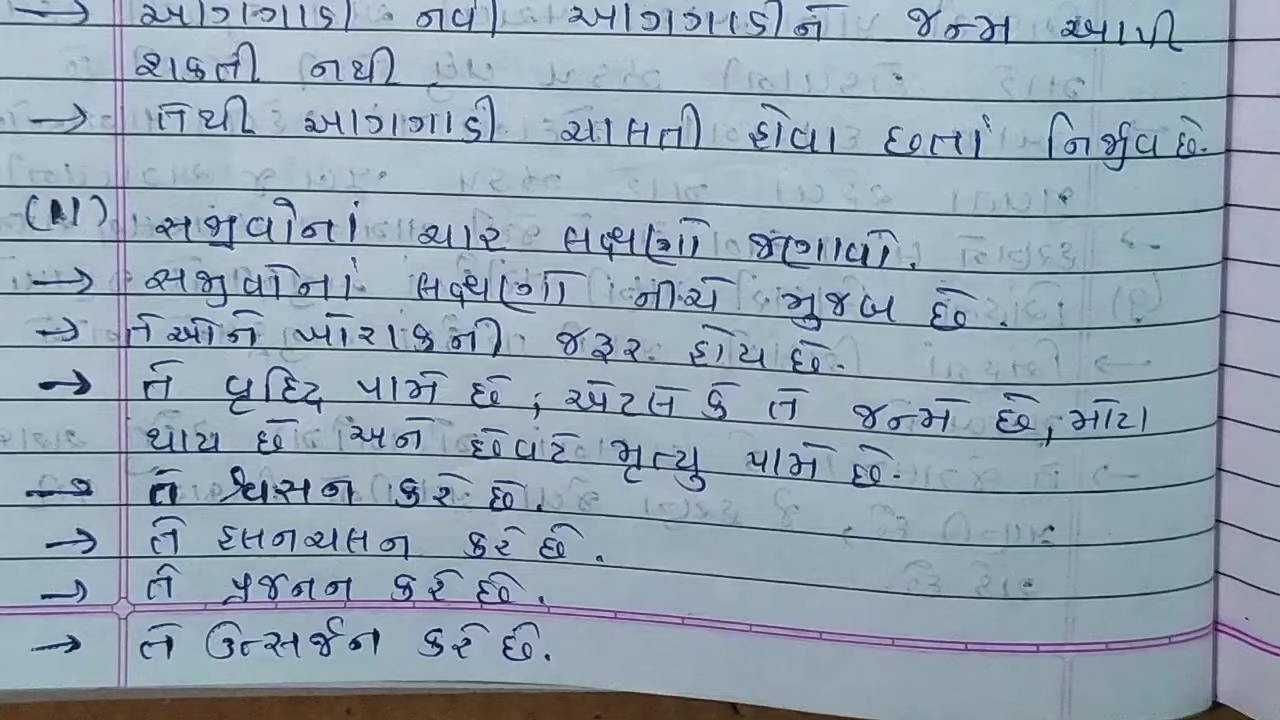 → આગગાડી નવી આગગાડીને જન્મ આપી
શકતી નથી
→ તેથી આગગાડી ચાલતી હોવા છતાં નિર્જીવ છે.
(11) સજીવોનાં ચાર લક્ષણો જણાવો.
→ સજીવોનાં લક્ષણો નીચે મુજબ છે.
→ તેઓને ખોરાકની જરૂર હોય છે.
→ તે વૃદ્ધિ પામે છે, એટલે કે તે જન્મે છે, મોટા
થાય છે અને છેવટે મૃત્યુ પામે છે.
→ તે શ્વસન કરે છે.
→ તે હલનચલન કરે છે.
→ તે પ્રજનન કરે છે.
→ તે ઉત્સર્જન કરે છે.